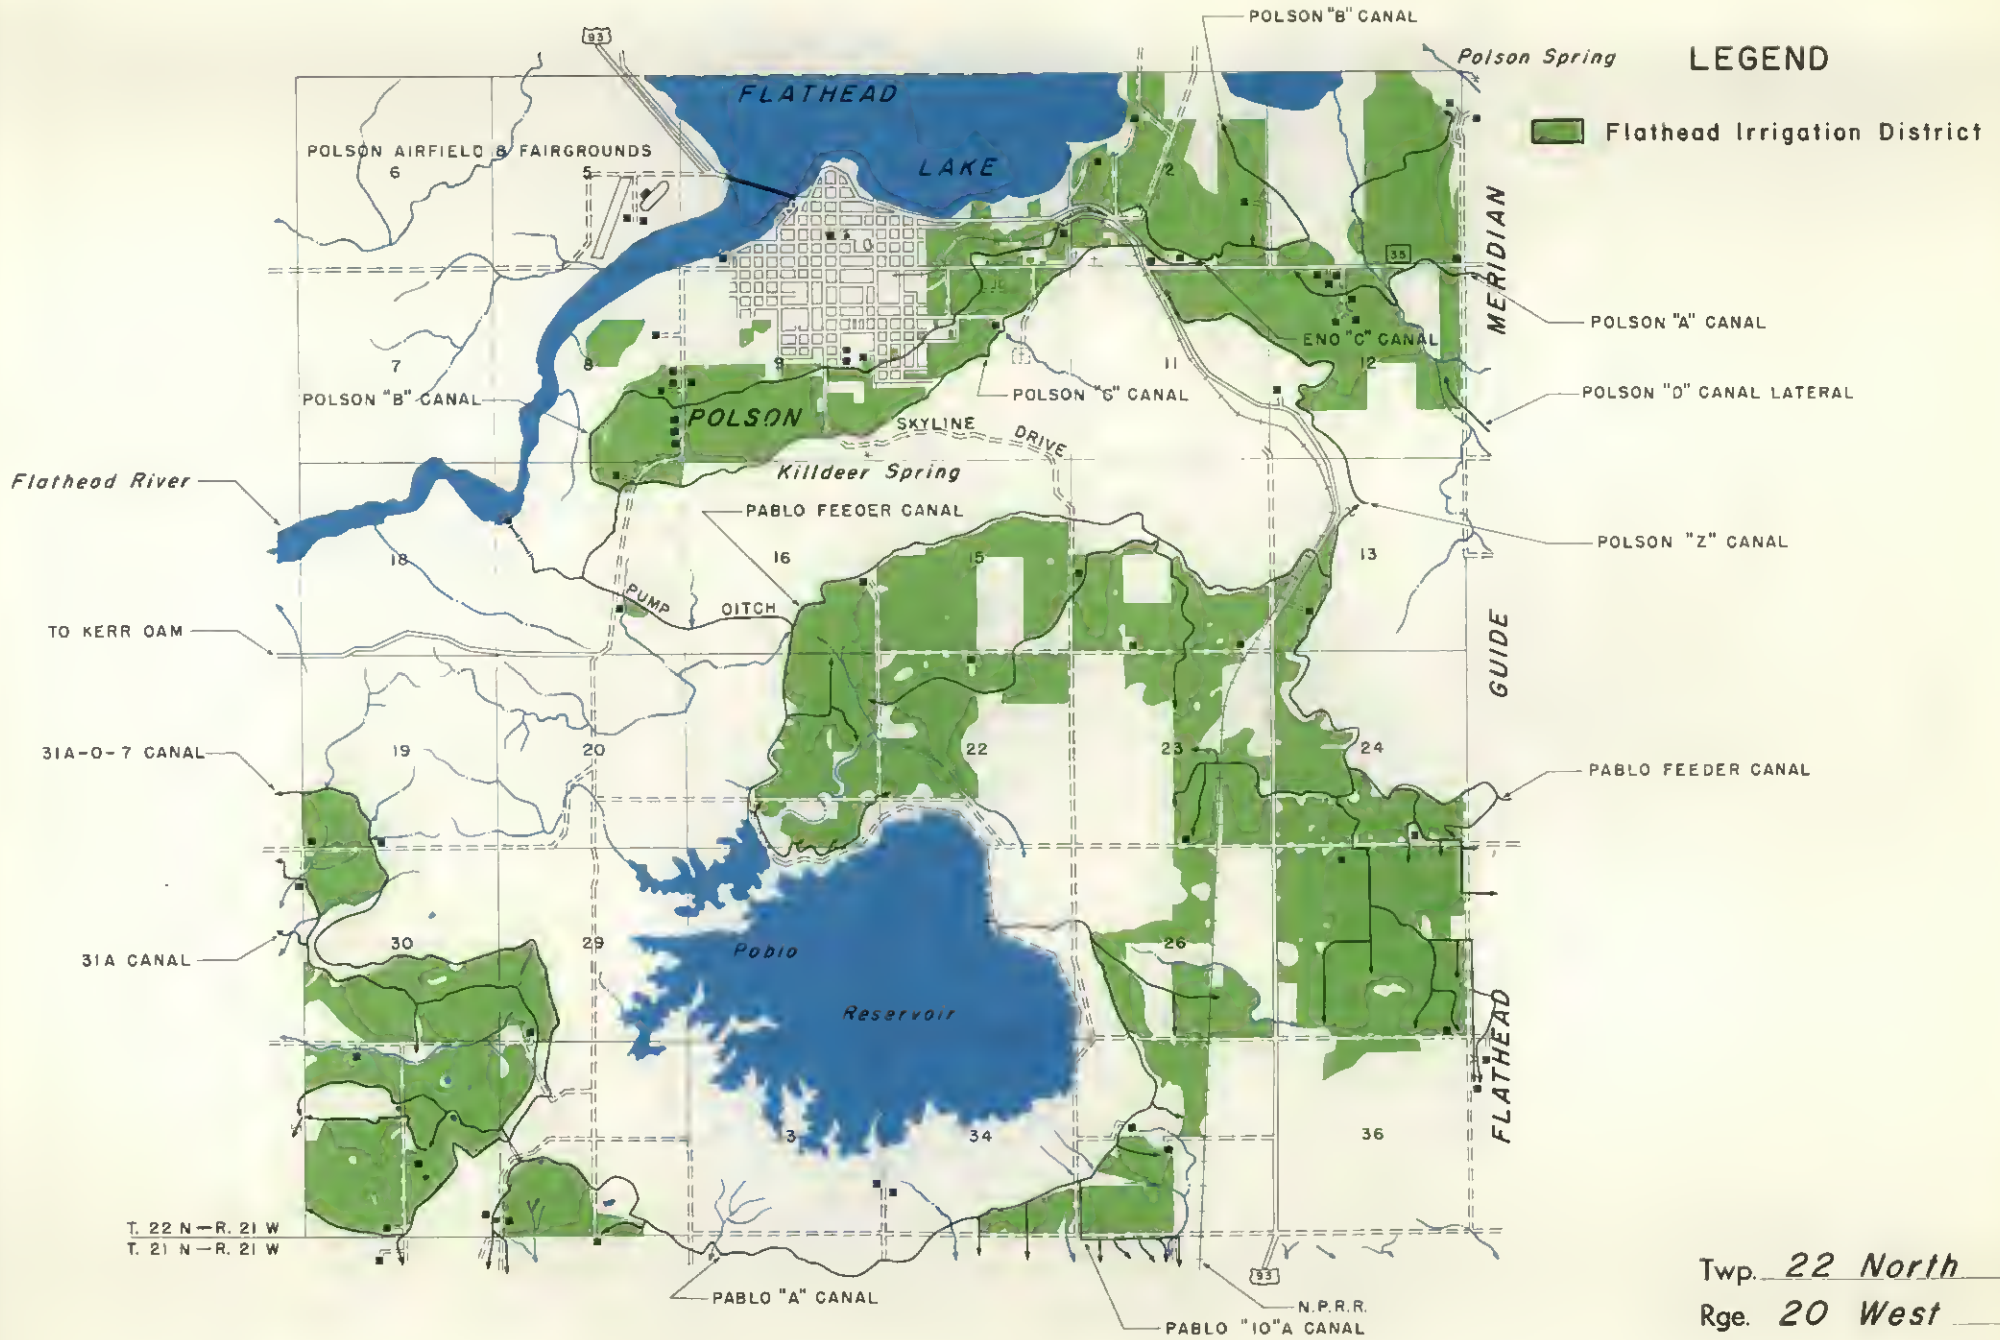 POLSON "B" CANAL
93
Polson Spring
LEGEND
FLATHEAD
Flathead Irrigation District
POLSON AIRFIELD & FAIRGROUNDS
6
5
LAKE
2
MERIDIAN
35
POLSON "A" CANAL
ENO "C" CANAL
7
8
9
11
12
POLSON "B" CANAL
POLSON "C" CANAL
POLSON "D" CANAL LATERAL
POLSON
SKYLINE DRIVE
Killdeer Spring
Flathead River
PABLO FEEDER CANAL
POLSON "Z" CANAL
18
16
15
13
PUMP OITCH
TO KERR OAM
GUIDE
31A-0-7 CANAL
19
20
22
23
24
PABLO FEEDER CANAL
31A CANAL
30
29
Pablo
26
Reservoir
FLATHEAD
3
34
36
T. 22 N—R. 21 W
T. 21 N—R. 21 W
93
PABLO "A" CANAL
N.P.R.R.
PABLO "10"A CANAL
Twp. 22 North
Rge. 20 West